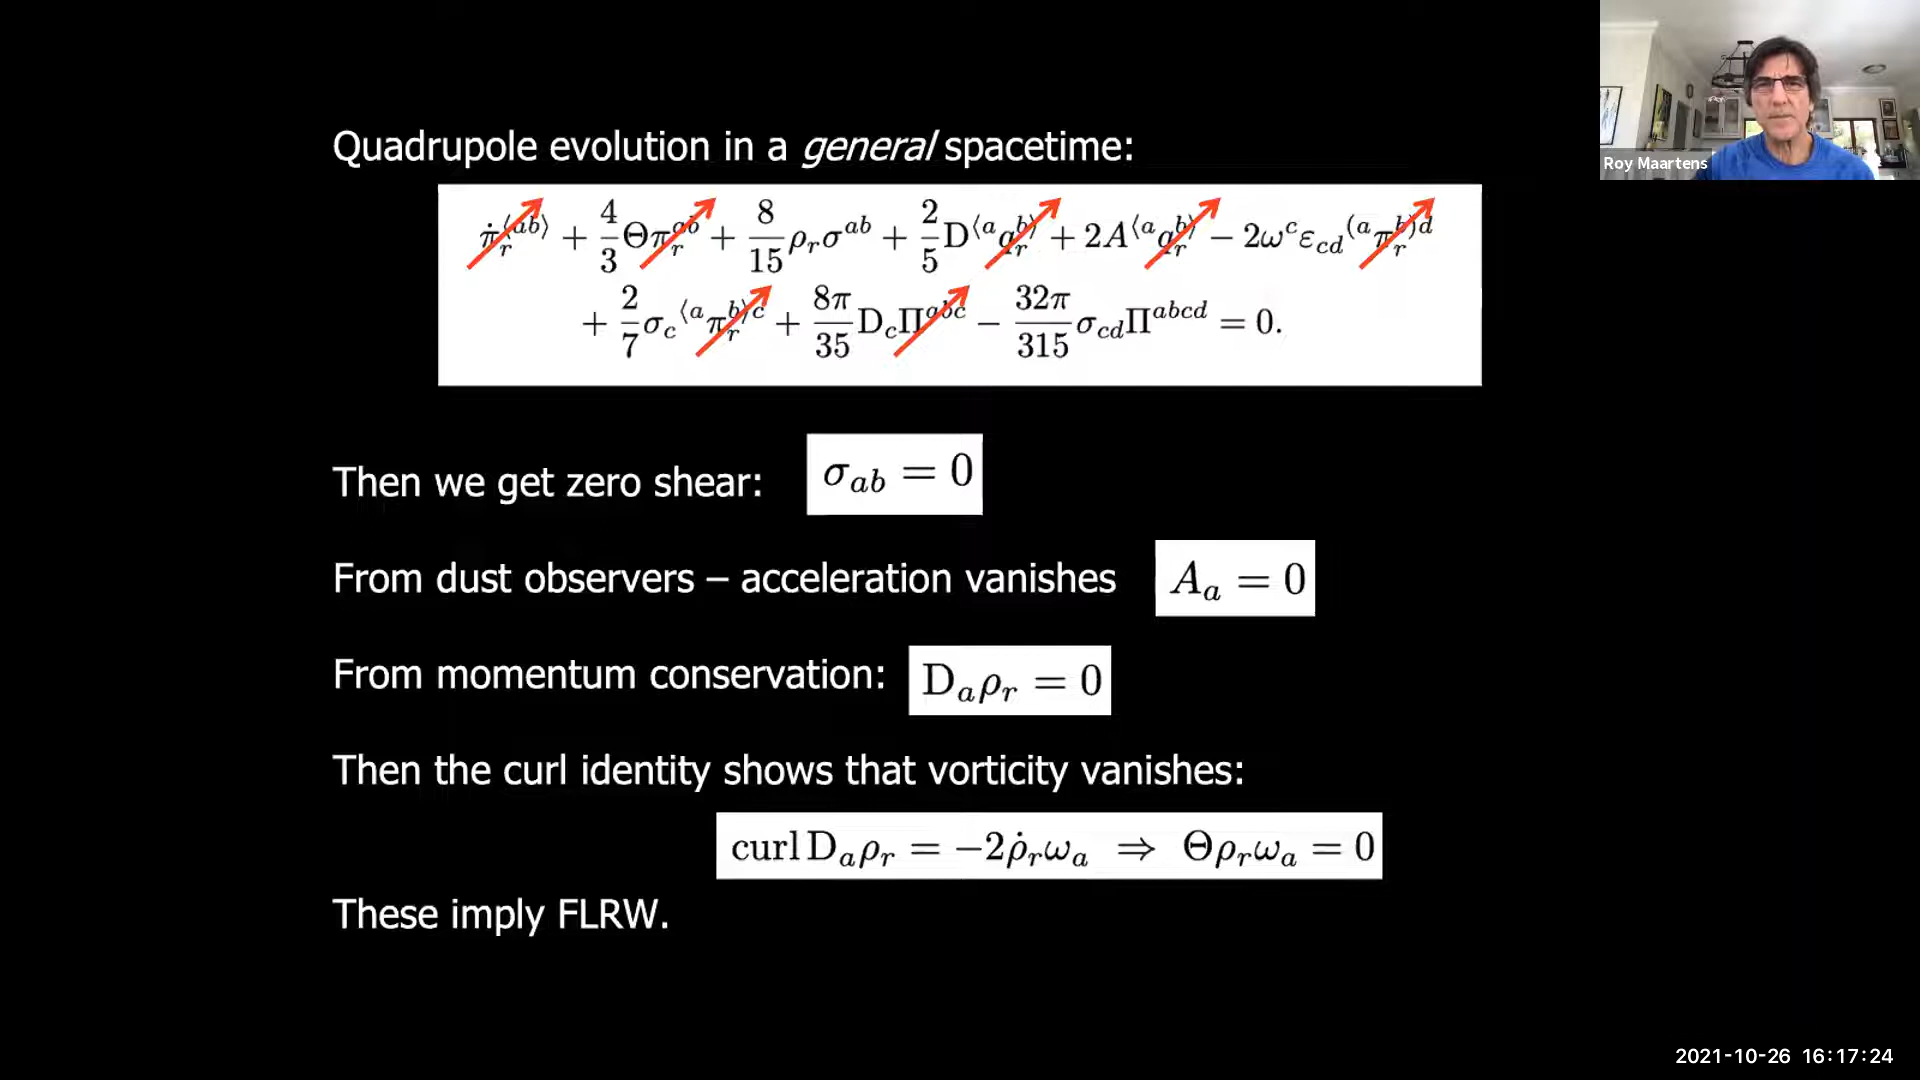 Quadrupole evolution in a general spacetime:
π̇_r^⟨ab⟩ + 4/3 Θπ_r^ab + 8/15 ρ_r σ^ab + 2/5 D^⟨a q_r^b⟩ + 2A^⟨a q_r^b⟩ − 2ω^c ε_cd^(a π_r^b)d
+ 2/7 σ_c^⟨a π_r^b⟩c + 8π/35 D_c Π^abc − 32π/315 σ_cd Π^abcd = 0.
Then we get zero shear: σ_ab = 0
From dust observers – acceleration vanishes A_a = 0
From momentum conservation: D_a ρ_r = 0
Then the curl identity shows that vorticity vanishes:
curl D_a ρ_r = −2ρ̇_r ω_a ⇒ Θρ_r ω_a = 0
These imply FLRW.
Roy Maartens
2021-10-26 16:17:24